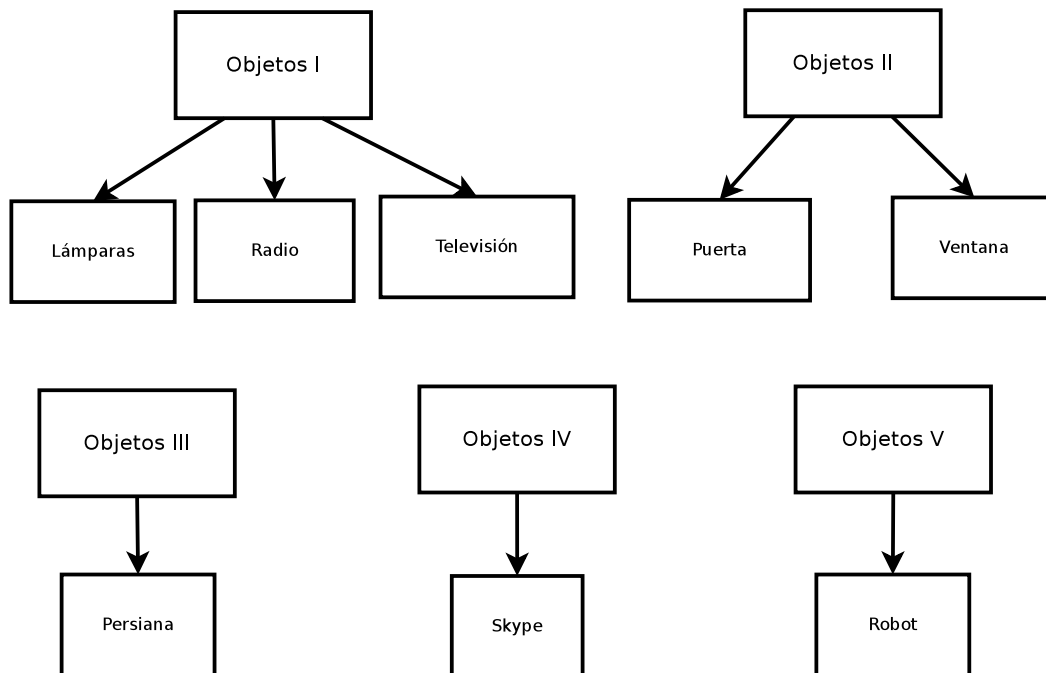 Objetos I
Objetos II
Lámparas
Radio
Televisión
Puerta
Ventana
Objetos III
Objetos IV
Objetos V
Persiana
Skype
Robot